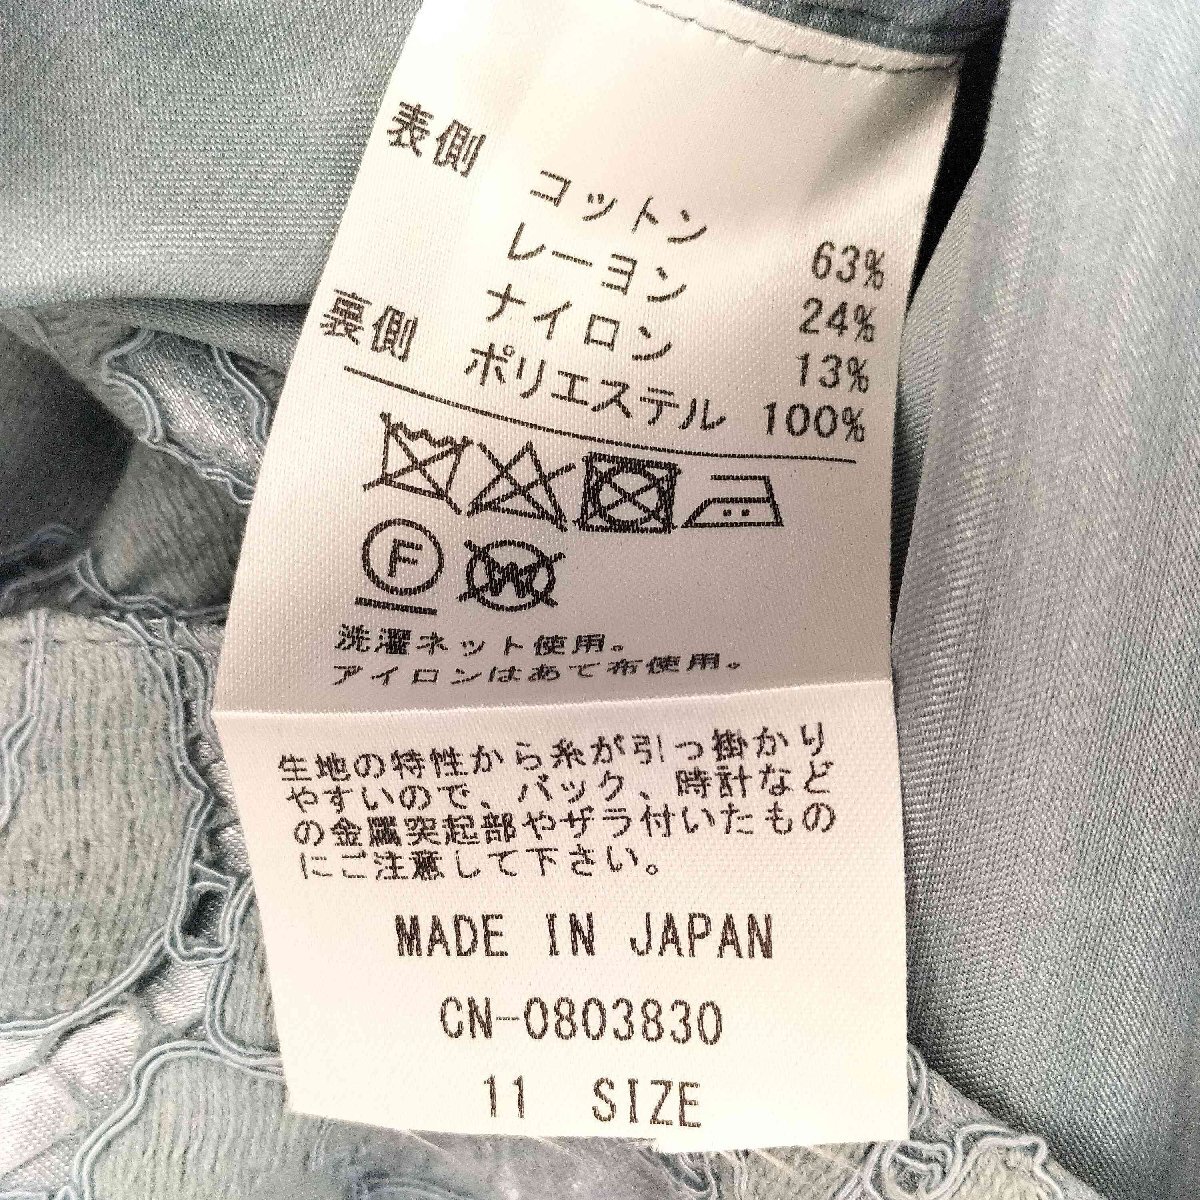 表側 コットン 63%
レーヨン 24%
ナイロン 13%
裏側 ポリエステル 100%
F
W
洗濯ネット使用。
アイロンはあて布使用。
生地の特性から糸が引っ掛かり
やすいので、バック、時計など
の金属突起部やザラ付いたもの
にご注意して下さい。
MADE IN JAPAN
CN-0803830
11 SIZE